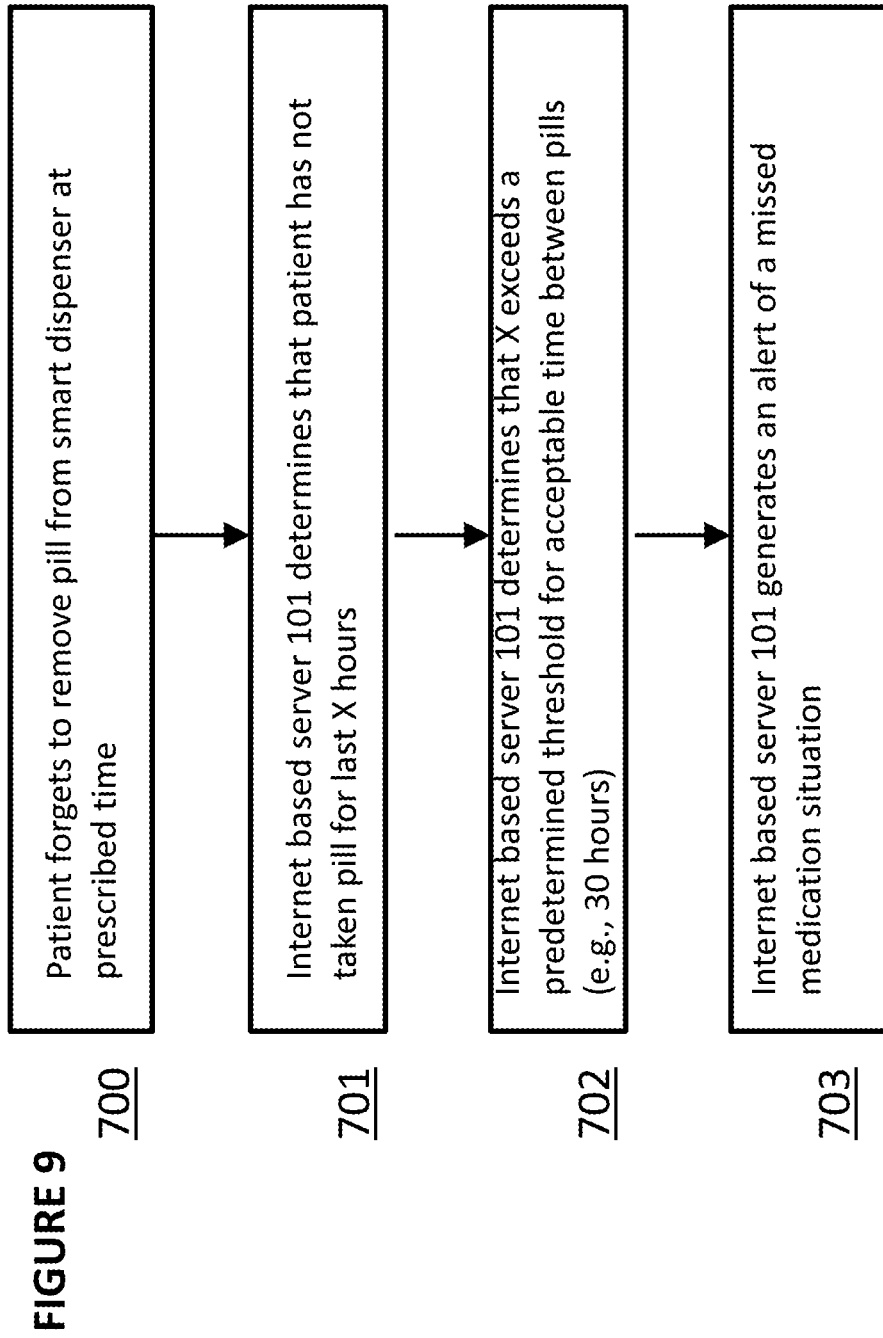 FIGURE 9
700
Patient forgets to remove pill from smart dispenser at
prescribed time
701
Internet based server 101 determines that patient has not
taken pill for last X hours
702
Internet based server 101 determines that X exceeds a
predetermined threshold for acceptable time between pills
(e.g., 30 hours)
703
Internet based server 101 generates an alert of a missed
medication situation